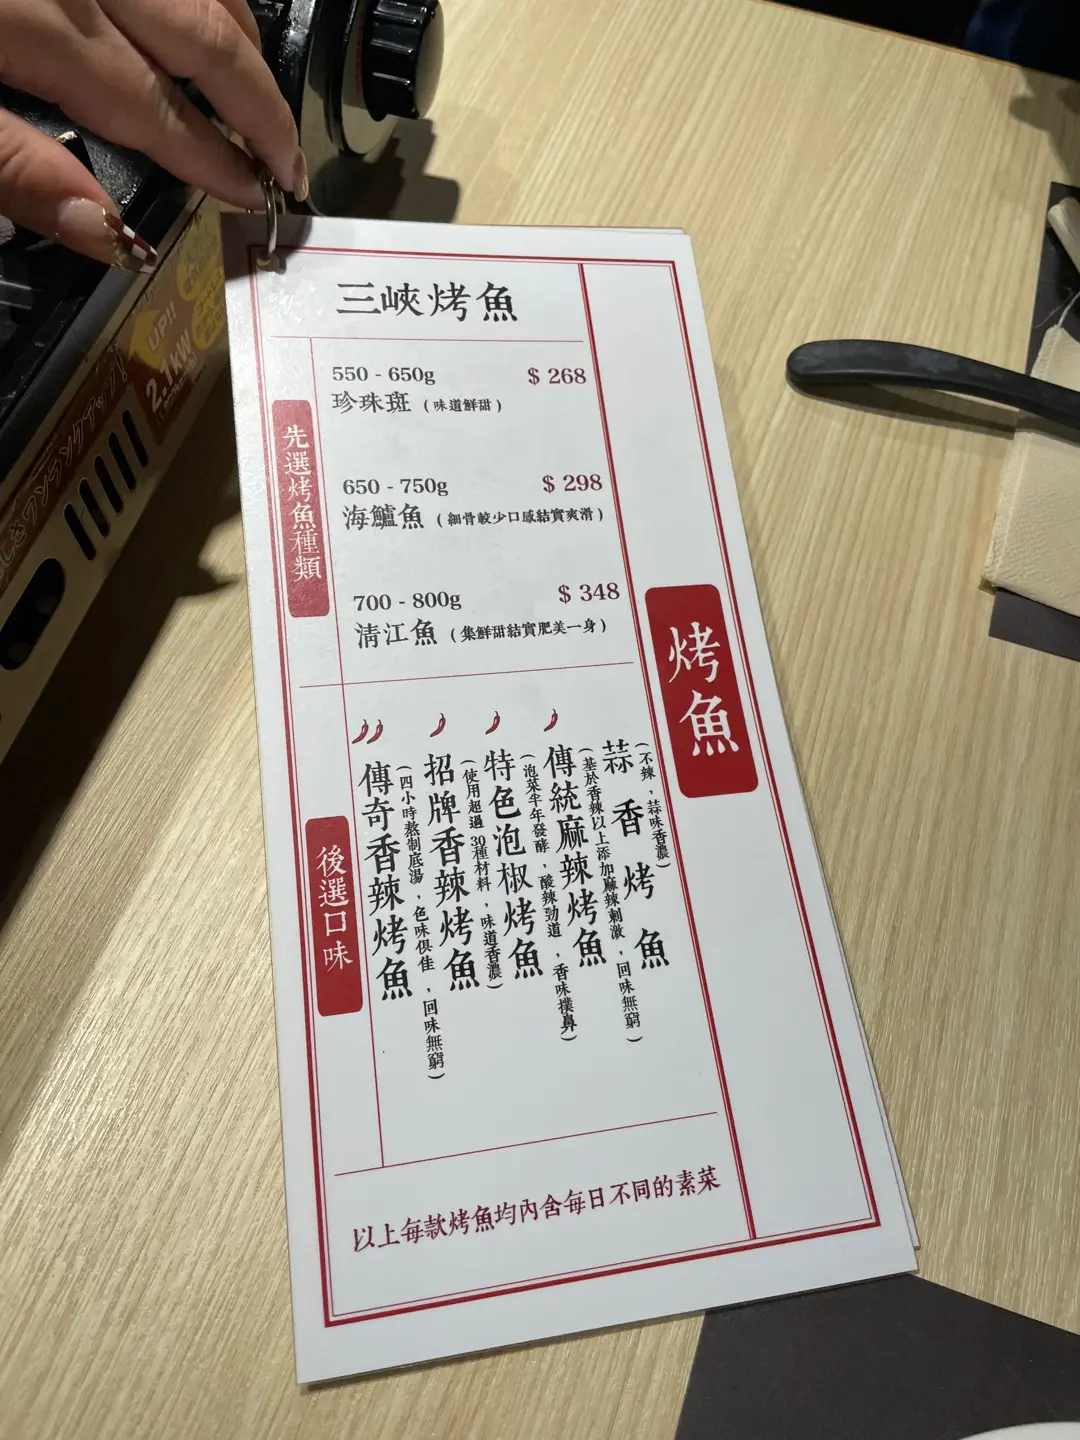 三峽烤魚
先選烤魚種類
550 - 650g $ 268
珍珠斑 (味道鮮甜)
650 - 750g $ 298
海鱸魚 (細骨較少口感結實爽滑)
700 - 800g $ 348
清江魚 (集鮮甜結實肥美一身)
烤魚
後選口味
蒜香烤魚
(不辣，蒜味香濃)
傳統麻辣烤魚
(基於香辣以上添加麻辣刺激，回味無窮)
特色泡椒烤魚
(泡菜半年發酵，酸辣勁道，香味撲鼻)
招牌香辣烤魚
(使用超過30種材料，味道香濃)
傳奇香辣烤魚
(四小時熬制底湯，色味俱佳，回味無窮)
以上每款烤魚均內含每日不同的素菜
UP!!
2.1kW